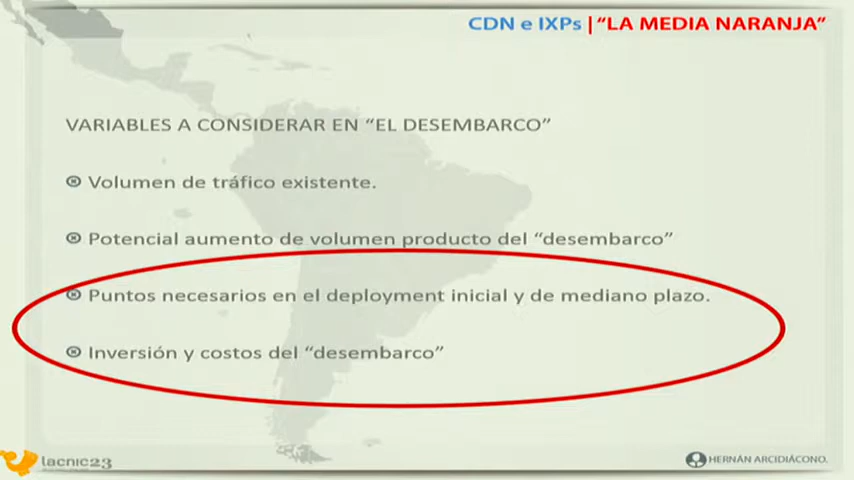 CDN e IXPs | "LA MEDIA NARANJA"
VARIABLES A CONSIDERAR EN "EL DESEMBARCO"
Volumen de tráfico existente.
Potencial aumento de volumen producto del "desembarco"
Puntos necesarios en el deployment inicial y de mediano plazo.
Inversión y costos del "desembarco"
lacnic23
HERNÁN ARCIDIÁCONO.